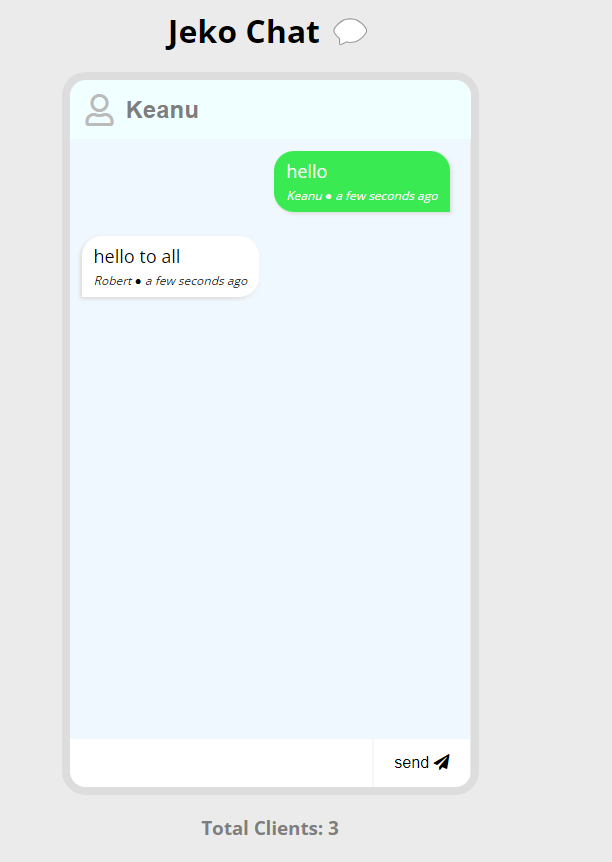 Jeko Chat
Keanu
hello
Keanu ● a few seconds ago
hello to all
Robert ● a few seconds ago
send
Total Clients: 3